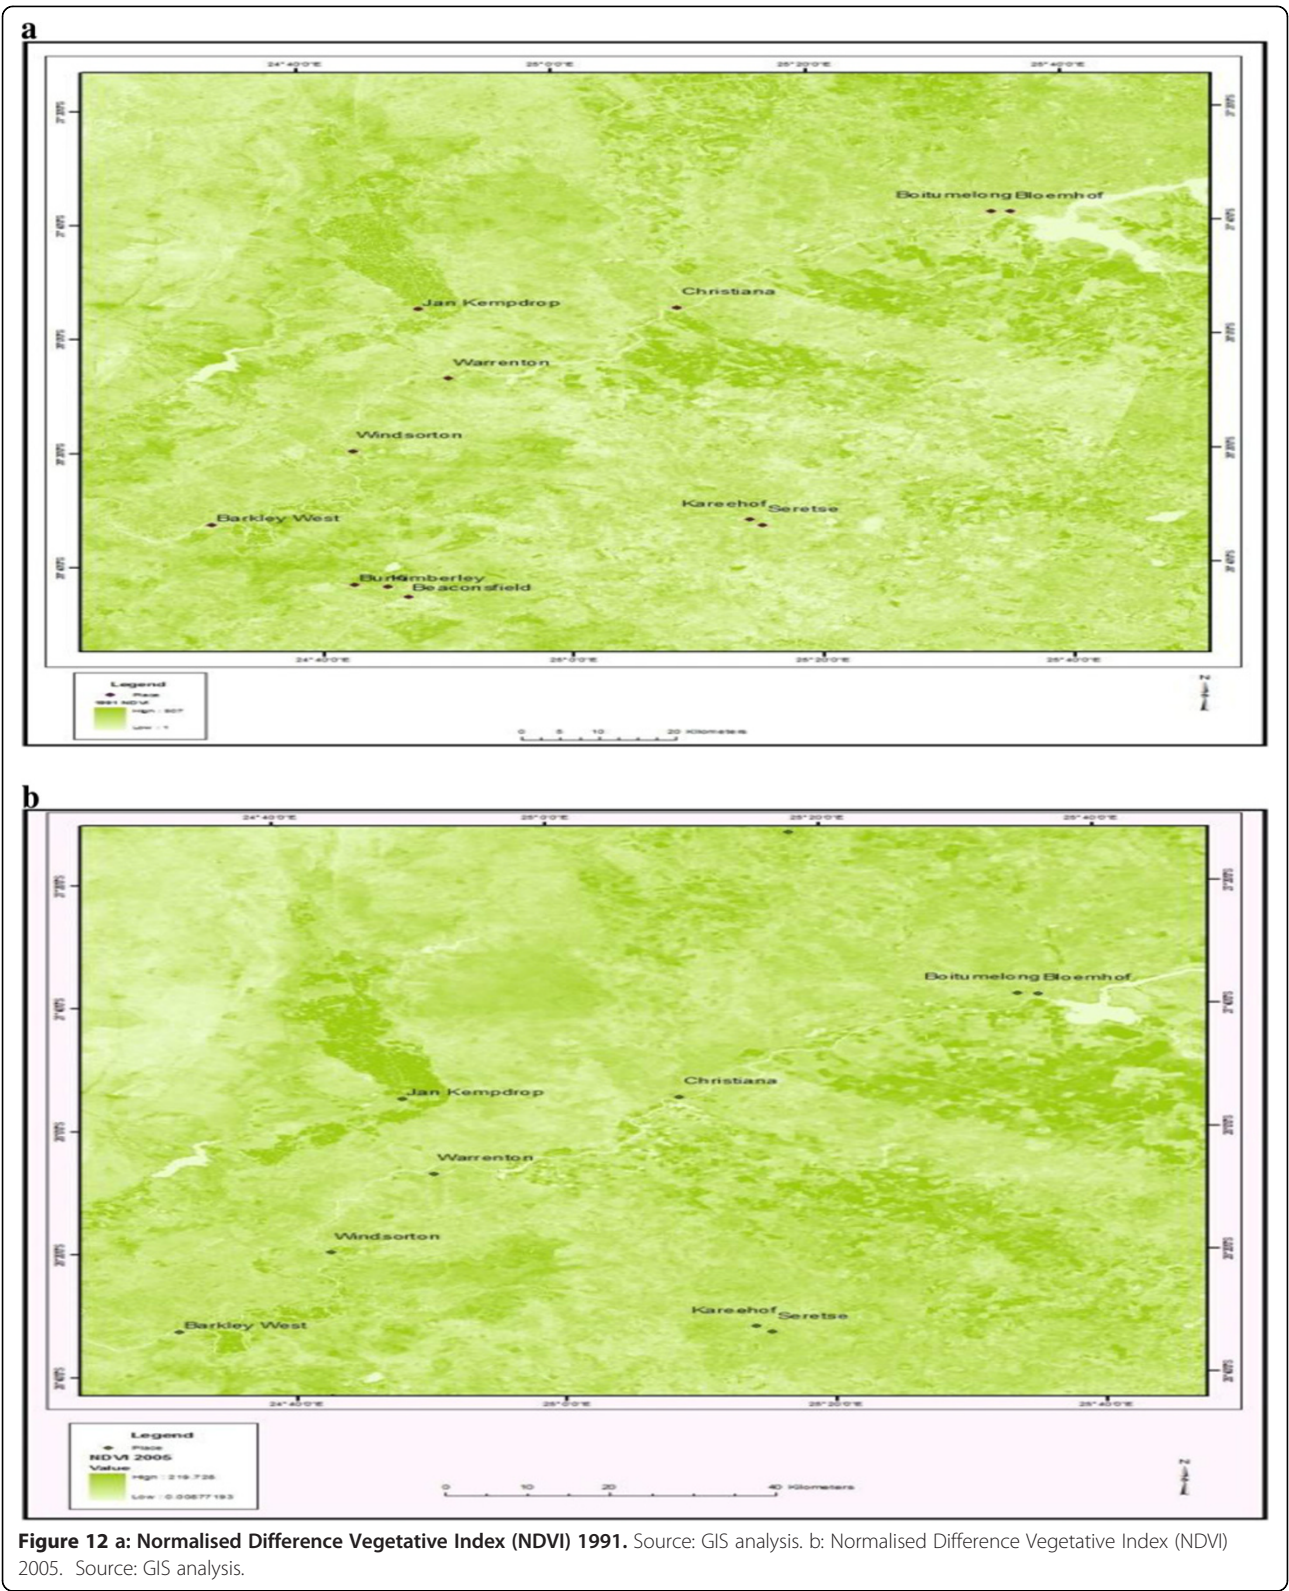 a
24°40'0"E 25°0'0"E 25°20'0"E 25°40'0"E
Boitumelong Bloemhof
Christiana
Jan Kempdrop
Warrenton
Windsorton
Kareehof Seretse
Barkley West
Kimberley
Beaconsfield
24°40'0"E 25°0'0"E 25°20'0"E 25°40'0"E
Legend
Place
1991 NDVI
High : 807
Low : 1
N
0 5 10 20 Kilometers
b
24°40'0"E 25°0'0"E 25°20'0"E 25°40'0"E
Boitumelong Bloemhof
Christiana
Jan Kempdrop
Warrenton
Windsorton
Kareehof Seretse
Barkley West
24°40'0"E 25°0'0"E 25°20'0"E 25°40'0"E
Legend
Place
NDVI 2005
Value
High : 219.728
Low : 0.00877193
N
0 10 20 40 Kilometers
Figure 12 a: Normalised Difference Vegetative Index (NDVI) 1991. Source: GIS analysis. b: Normalised Difference Vegetative Index (NDVI)
2005. Source: GIS analysis.